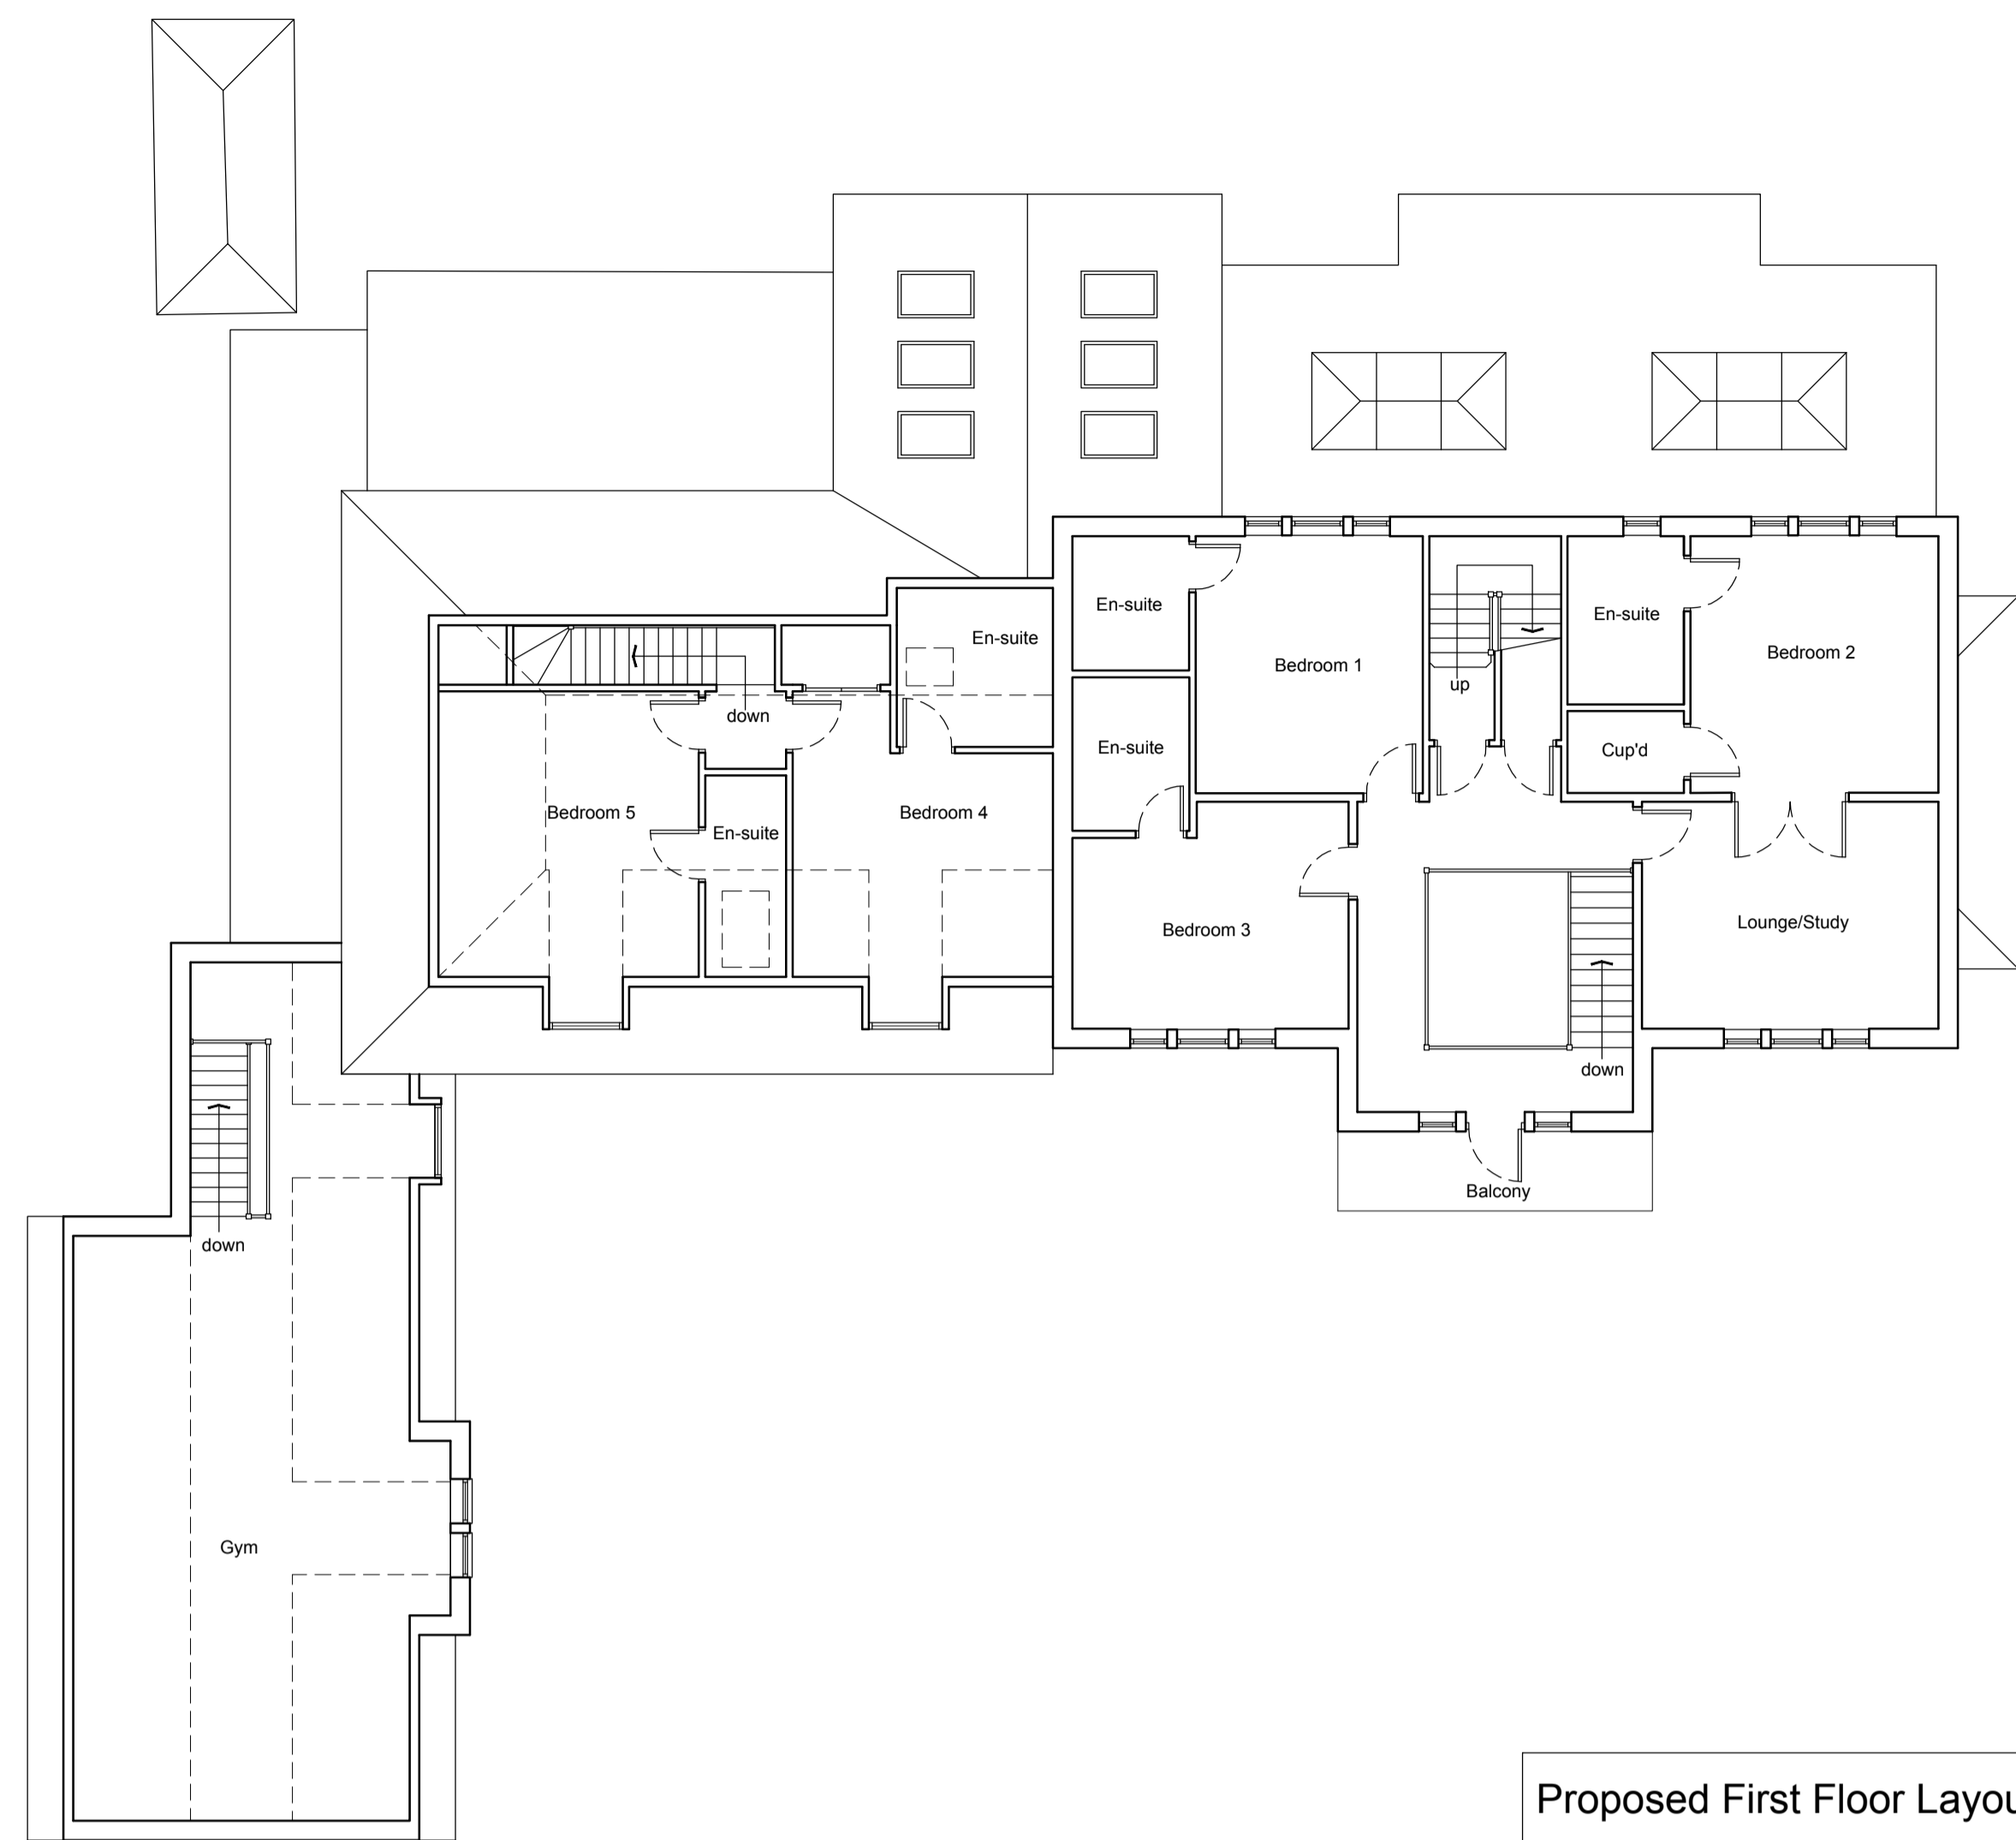 En-suite
En-suite
En-suite
Bedroom 1
Bedroom 2
up
down
En-suite
Cup'd
Bedroom 5
En-suite
Bedroom 4
Bedroom 3
Lounge/Study
down
Balcony
down
Gym
Proposed First Floor Layou